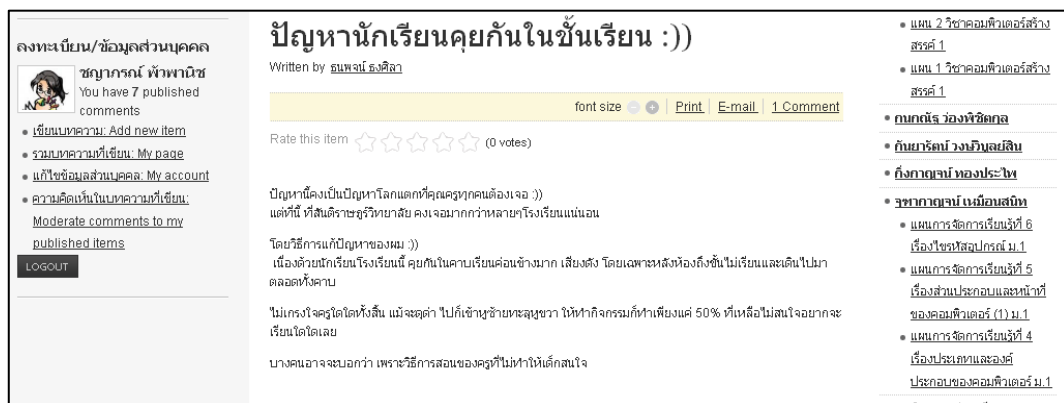 ลงทะเบียน/ข้อมูลส่วนบุคคล
ชญาภรณ์ พัวพานิช
You have 7 published
comments
เขียนบทความ: Add new item
รวมบทความที่เขียน: My page
แก้ไขข้อมูลส่วนบุคคล: My account
ความคิดเห็นในบทความที่เขียน:
Moderate comments to my
published items
LOGOUT
ปัญหานักเรียนคุยกันในชั้นเรียน :))
Written by ธนพจน์ ธงศิลา
font size Print E-mail 1 Comment
Rate this item (0 votes)
ปัญหานี้คงเป็นปัญหาโลกแตกที่คุณครูทุกคนต้องเจอ :))
แต่ที่นี่ ที่สันติราษฎร์วิทยาลัย คงเจอมากกว่าหลายๆโรงเรียนแน่นอน
โดยวิธีการแก้ปัญหาของผม :))
เนื่องด้วยนักเรียนโรงเรียนนี้ คุยกันในคาบเรียนค่อนข้างมาก เสียงดัง โดยเฉพาะหลังห้องถึงขั้นไม่เรียนและเดินไปมา
ตลอดทั้งคาบ
ไม่เกรงใจครูใดใดทั้งสิ้น แม้จะดุด่า ไปก็เข้าหูซ้ายทะลุหูขวา ให้ทำกิจกรรมก็ทำเพียงแค่ 50% ที่เหลือไม่สนใจอยากจะ
เรียนใดใดเลย
บางคนอาจจะบอกว่า เพราะวิธีการสอนของครูที่ไม่ทำให้เด็กสนใจ
แผน 2 วิชาคอมพิวเตอร์สร้าง
สรรค์ 1
แผน 1 วิชาคอมพิวเตอร์สร้าง
สรรค์ 1
กนกณัฐ ว่องพิชิตกุล
กันยารัตน์ วงษ์วิบูลย์สิน
กิ่งกาญจน์ ทองประไพ
จุฑากาญจน์ เหมือนสนิท
แผนการจัดการเรียนรู้ที่ 6
เรื่องไขรหัสอุปกรณ์ ม.1
แผนการจัดการเรียนรู้ที่ 5
เรื่องส่วนประกอบและหน้าที่
ของคอมพิวเตอร์ (1) ม.1
แผนการจัดการเรียนรู้ที่ 4
เรื่องประเภทและองค์
ประกอบของคอมพิวเตอร์ ม.1